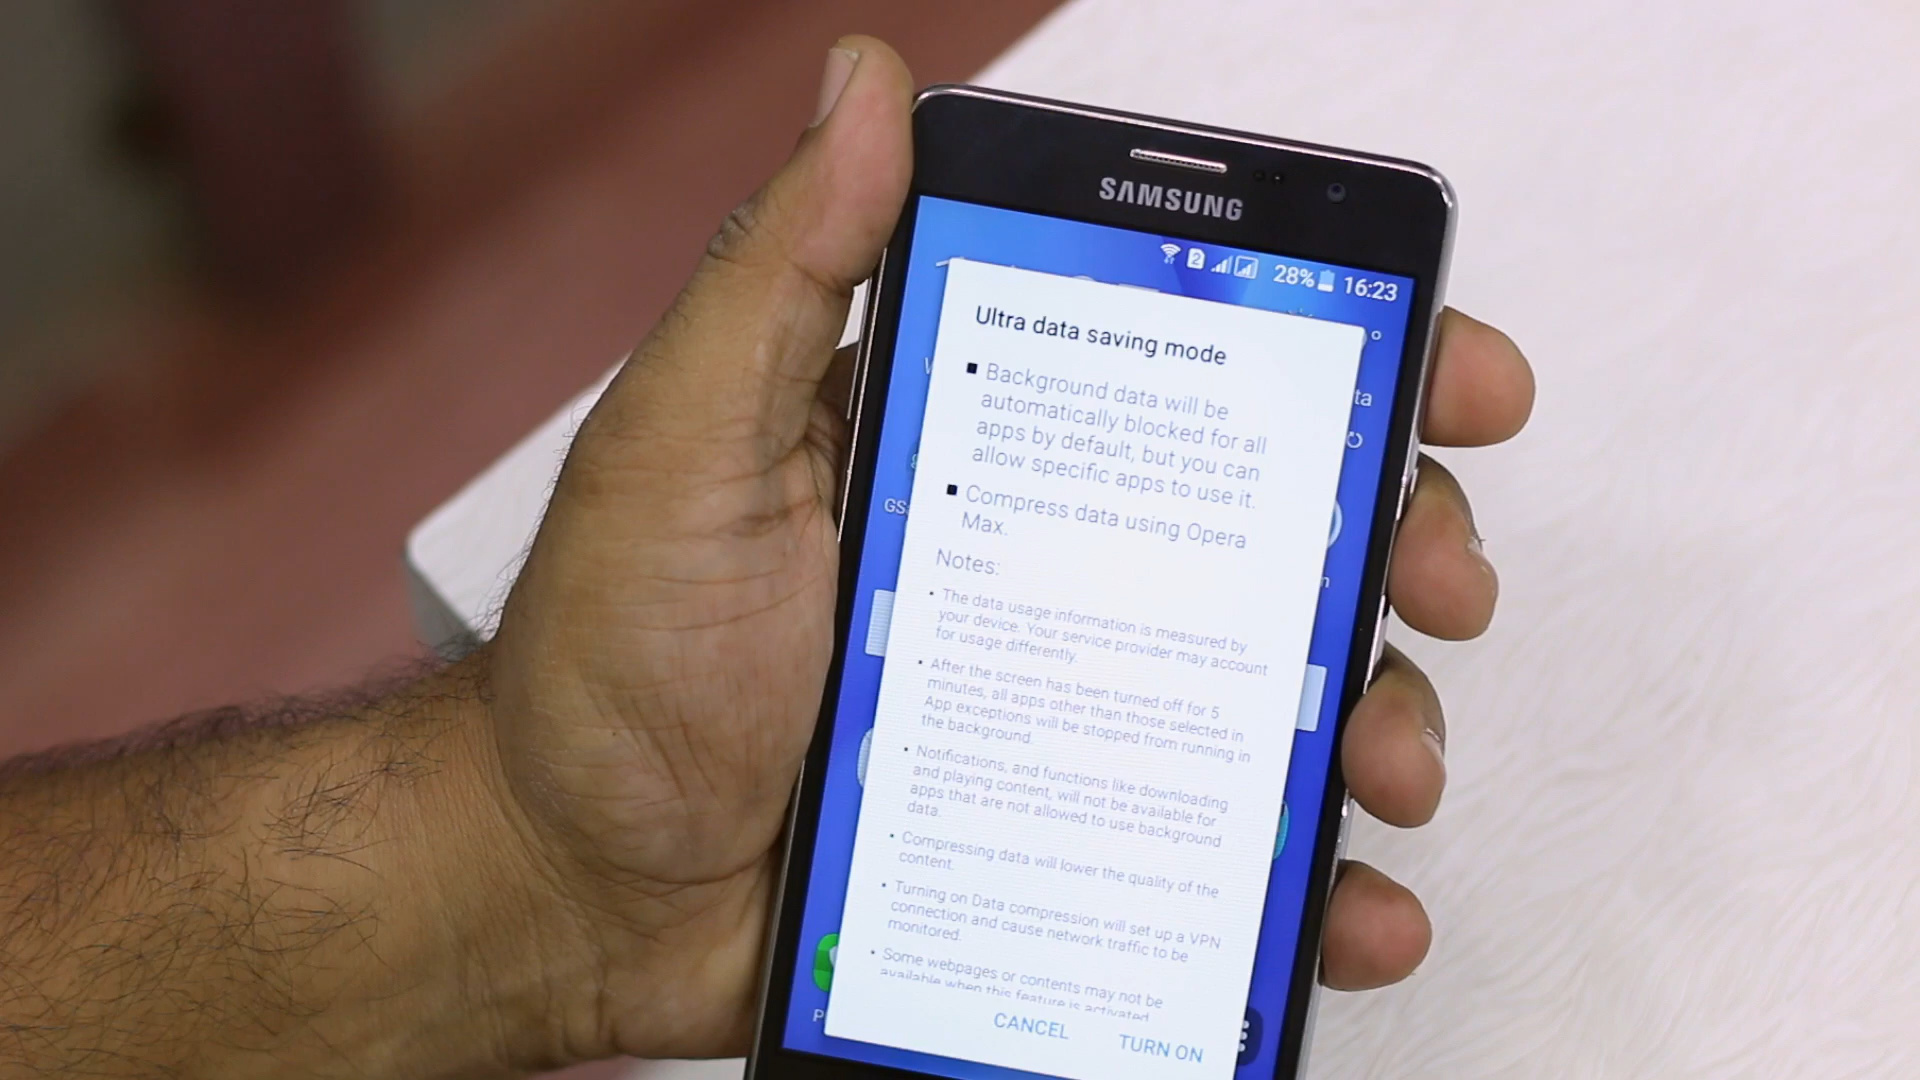 SAMSUNG
2
28%
16:23
Ultra data saving mode
Background data will be
automatically blocked for all
apps by default, but you can
allow specific apps to use it.
Compress data using Opera
Max.
Notes:
The data usage information is measured by
your device. Your service provider may account
for usage differently.
After the screen has been turned off for 5
minutes, all apps other than those selected in
App exceptions will be stopped from running in
the background.
Notifications, and functions like downloading
and playing content, will not be available for
apps that are not allowed to use background
data.
Compressing data will lower the quality of the
content.
Turning on Data compression will set up a VPN
connection and cause network traffic to be
monitored.
Some webpages or contents may not be
available when this feature is activated
CANCEL
TURN ON